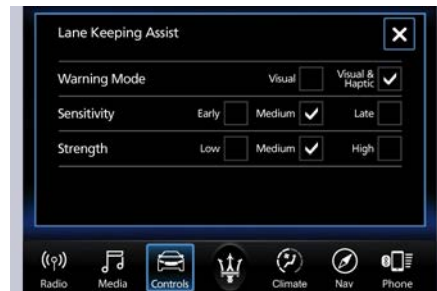 Lane Keeping Assist
Warning Mode Visual Visual & Haptic
Sensitivity Early Medium Late
Strength Low Medium High
Radio Media Controls Climate Nav Phone